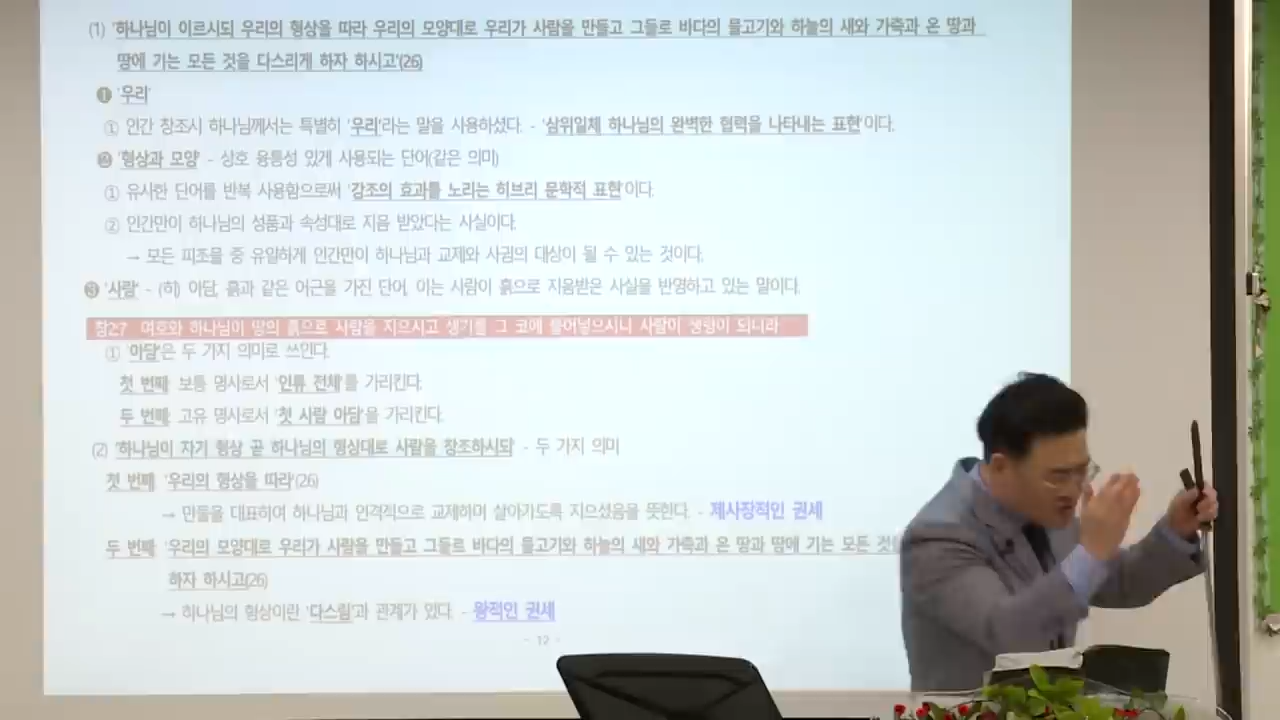 (1) '하나님이 이르시되 우리의 형상을 따라 우리의 모양대로 우리가 사람을 만들고 그들로 바다의 물고기와 하늘의 새와 가축과 온 땅과
땅에 기는 모든 것을 다스리게 하자 하시고'(26)
❶ '우리'
① 인간 창조시 하나님께서는 특별히 '우리'라는 말을 사용하셨다. - '삼위일체 하나님의 완벽한 협력을 나타내는 표현'이다.
❷ '형상과 모양' - 상호 융통성 있게 사용되는 단어(같은 의미)
① 유사한 단어를 반복 사용함으로써 '강조의 효과를 노리는 히브리 문학적 표현'이다.
② 인간만이 하나님의 성품과 속성대로 지음 받았다는 사실이다.
→ 모든 피조물 중 유일하게 인간만이 하나님과 교제와 사귐의 대상이 될 수 있는 것이다.
❸ '사람' - (히) 아담, 흙과 같은 어근을 가진 단어, 이는 사람이 흙으로 지음받은 사실을 반영하고 있는 말이다.
창2:7 여호와 하나님이 땅의 흙으로 사람을 지으시고 생기를 그 코에 불어넣으시니 사람이 생령이 되니라
① '아담'은 두 가지 의미로 쓰인다.
첫 번째 보통 명사로서 '인류 전체'를 가리킨다.
두 번째 고유 명사로서 '첫 사람 아담'을 가리킨다.
(2) '하나님이 자기 형상 곧 하나님의 형상대로 사람을 창조하시되' - 두 가지 의미
첫 번째 '우리의 형상을 따라'(26)
→ 만물을 대표하여 하나님과 인격적으로 교제하며 살아가도록 지으셨음을 뜻한다. - 제사장적인 권세
두 번째 '우리의 모양대로 우리가 사람을 만들고 그들로 바다의 물고기와 하늘의 새와 가축과 온 땅과 땅에 기는 모든 것을
하자 하시고(26)
→ 하나님의 형상이란 '다스림'과 관계가 있다. - 왕적인 권세
- 12 -